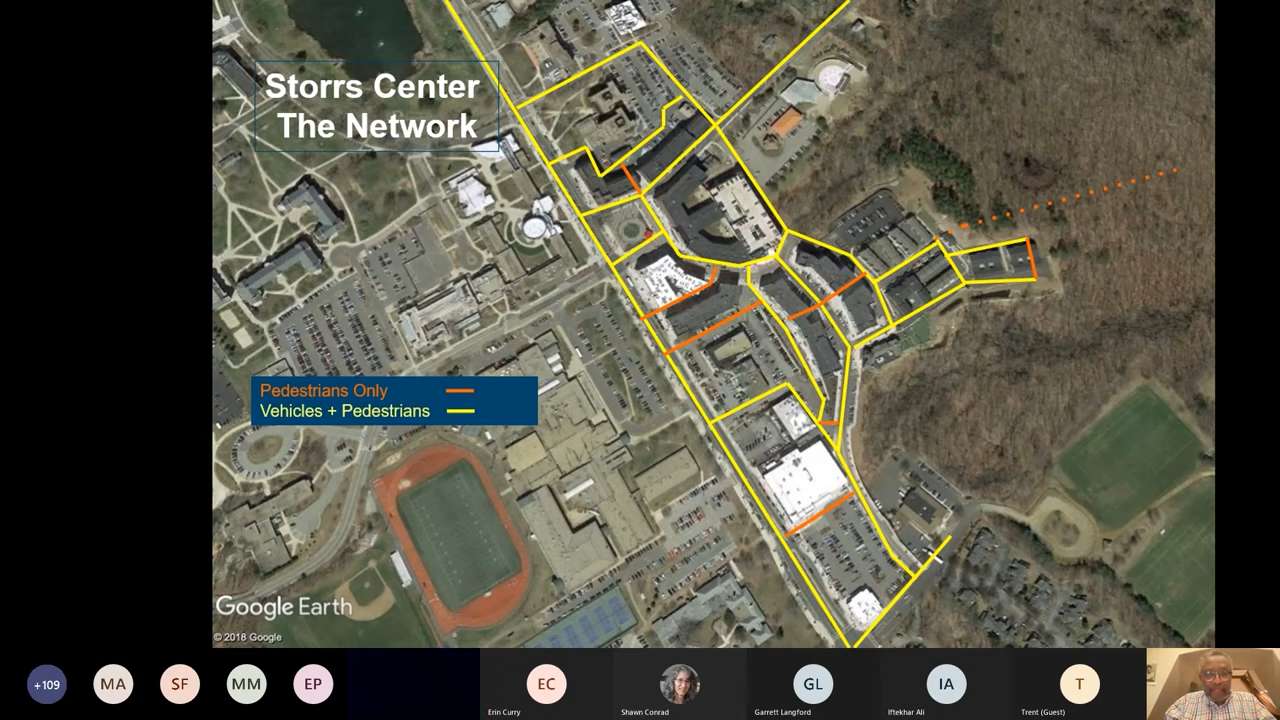 Storrs Center
The Network
Pedestrians Only
Vehicles + Pedestrians
Google Earth
© 2018 Google
+109
MA
SF
MM
EP
EC
GL
IA
T
Erin Curry
Shawn Conrad
Garrett Langford
Iftekhar Ali
Trent (Guest)